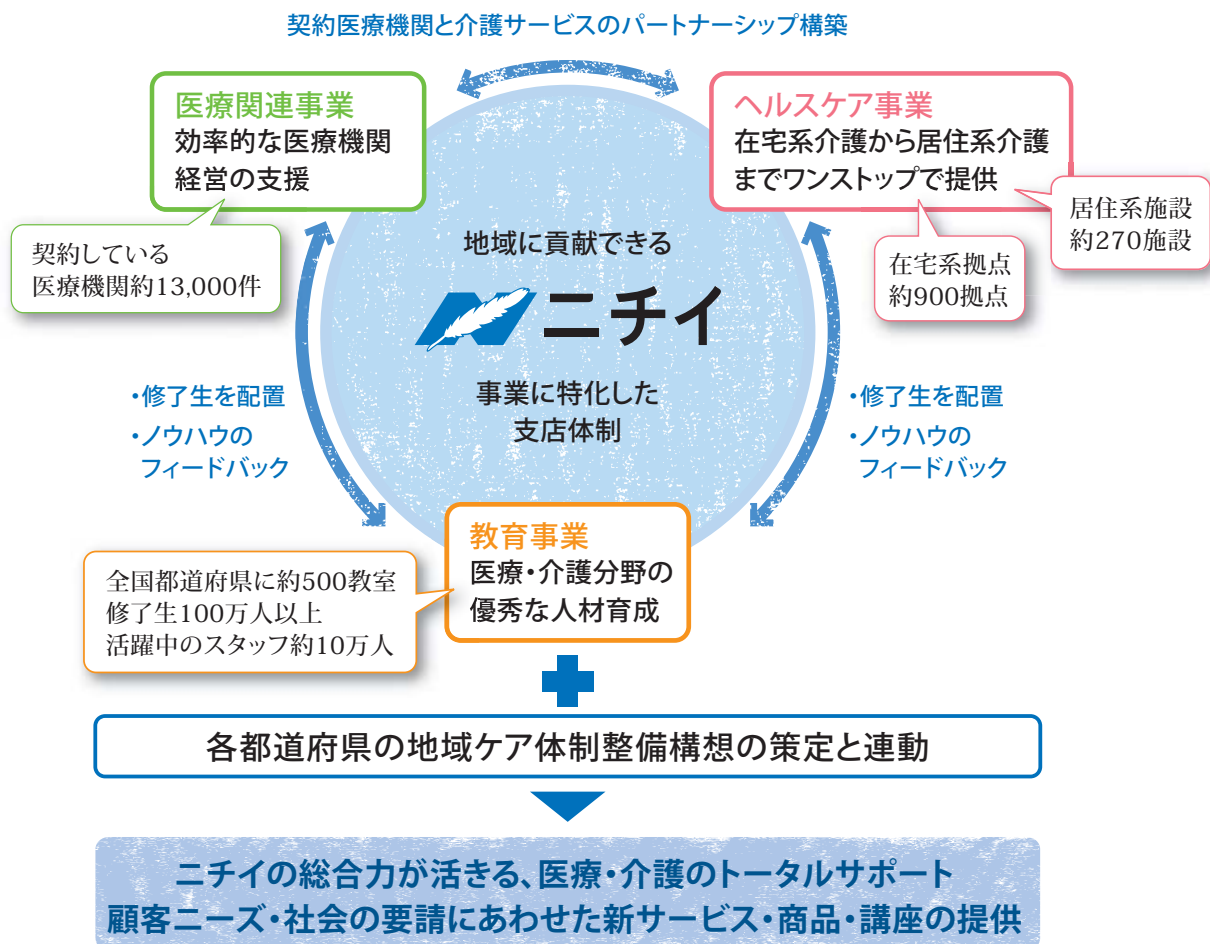 契約医療機関と介護サービスのパートナーシップ構築
医療関連事業
効率的な医療機関
経営の支援
契約している
医療機関約13,000件
ヘルスケア事業
在宅系介護から居住系介護
までワンストップで提供
居住系施設
約270施設
在宅系拠点
約900拠点
地域に貢献できる
ニチイ
事業に特化した
支店体制
・修了生を配置
・ノウハウの
フィードバック
・修了生を配置
・ノウハウの
フィードバック
教育事業
医療・介護分野の
優秀な人材育成
全国都道府県に約500教室
修了生100万人以上
活躍中のスタッフ約10万人
各都道府県の地域ケア体制整備構想の策定と連動
ニチイの総合力が活きる、医療・介護のトータルサポート
顧客ニーズ・社会の要請にあわせた新サービス・商品・講座の提供